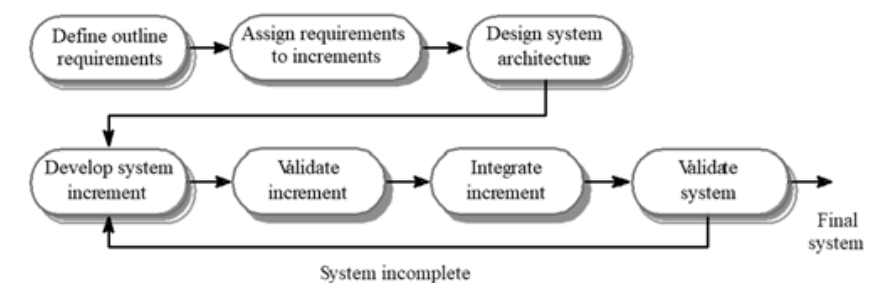 Define outline
requirements
Assign requirements
to increments
Design system
architecture
Develop system
increment
Validate
increment
Integrate
increment
Validate
system
Final
system
System incomplete